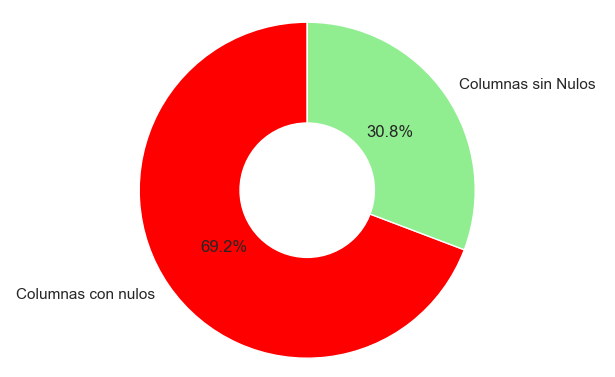 Columnas sin Nulos
30.8%
69.2%
Columnas con nulos